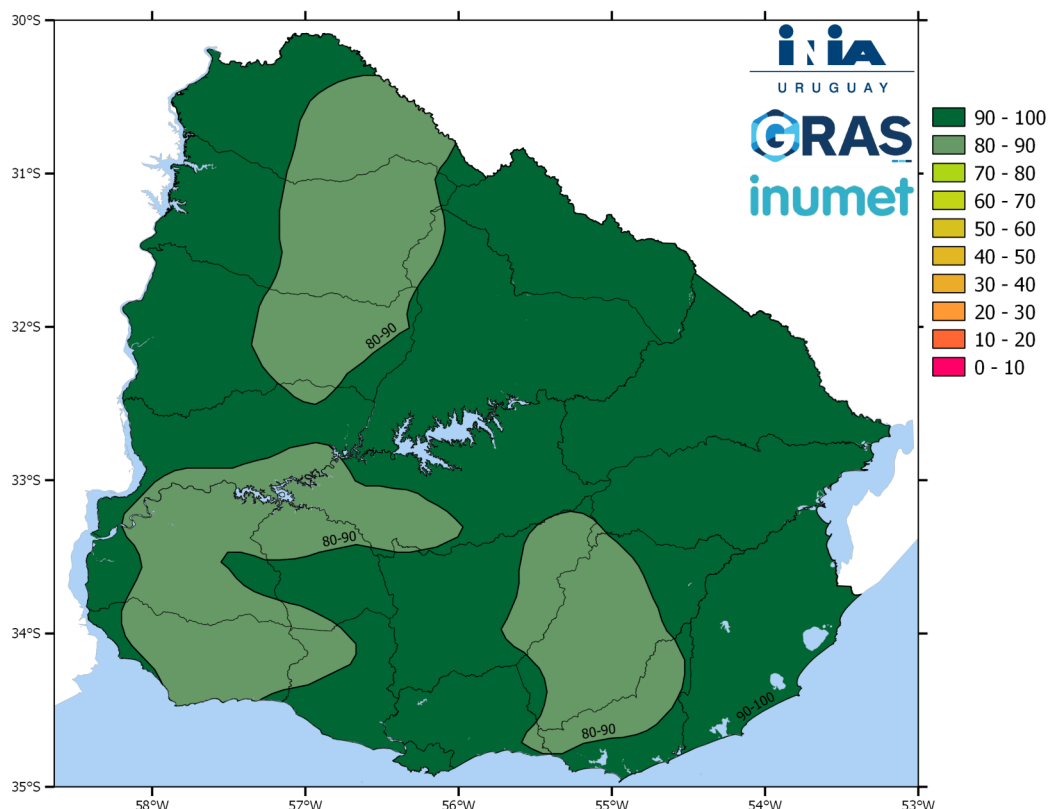 30°S
31°S
32°S
33°S
34°S
35°S
58°W
57°W
56°W
55°W
54°W
53°W
INIA
URUGUAY
GRAS
inumet
90 - 100
80 - 90
70 - 80
60 - 70
50 - 60
40 - 50
30 - 40
20 - 30
10 - 20
0 - 10
80-90
80-90
80-90
90-100